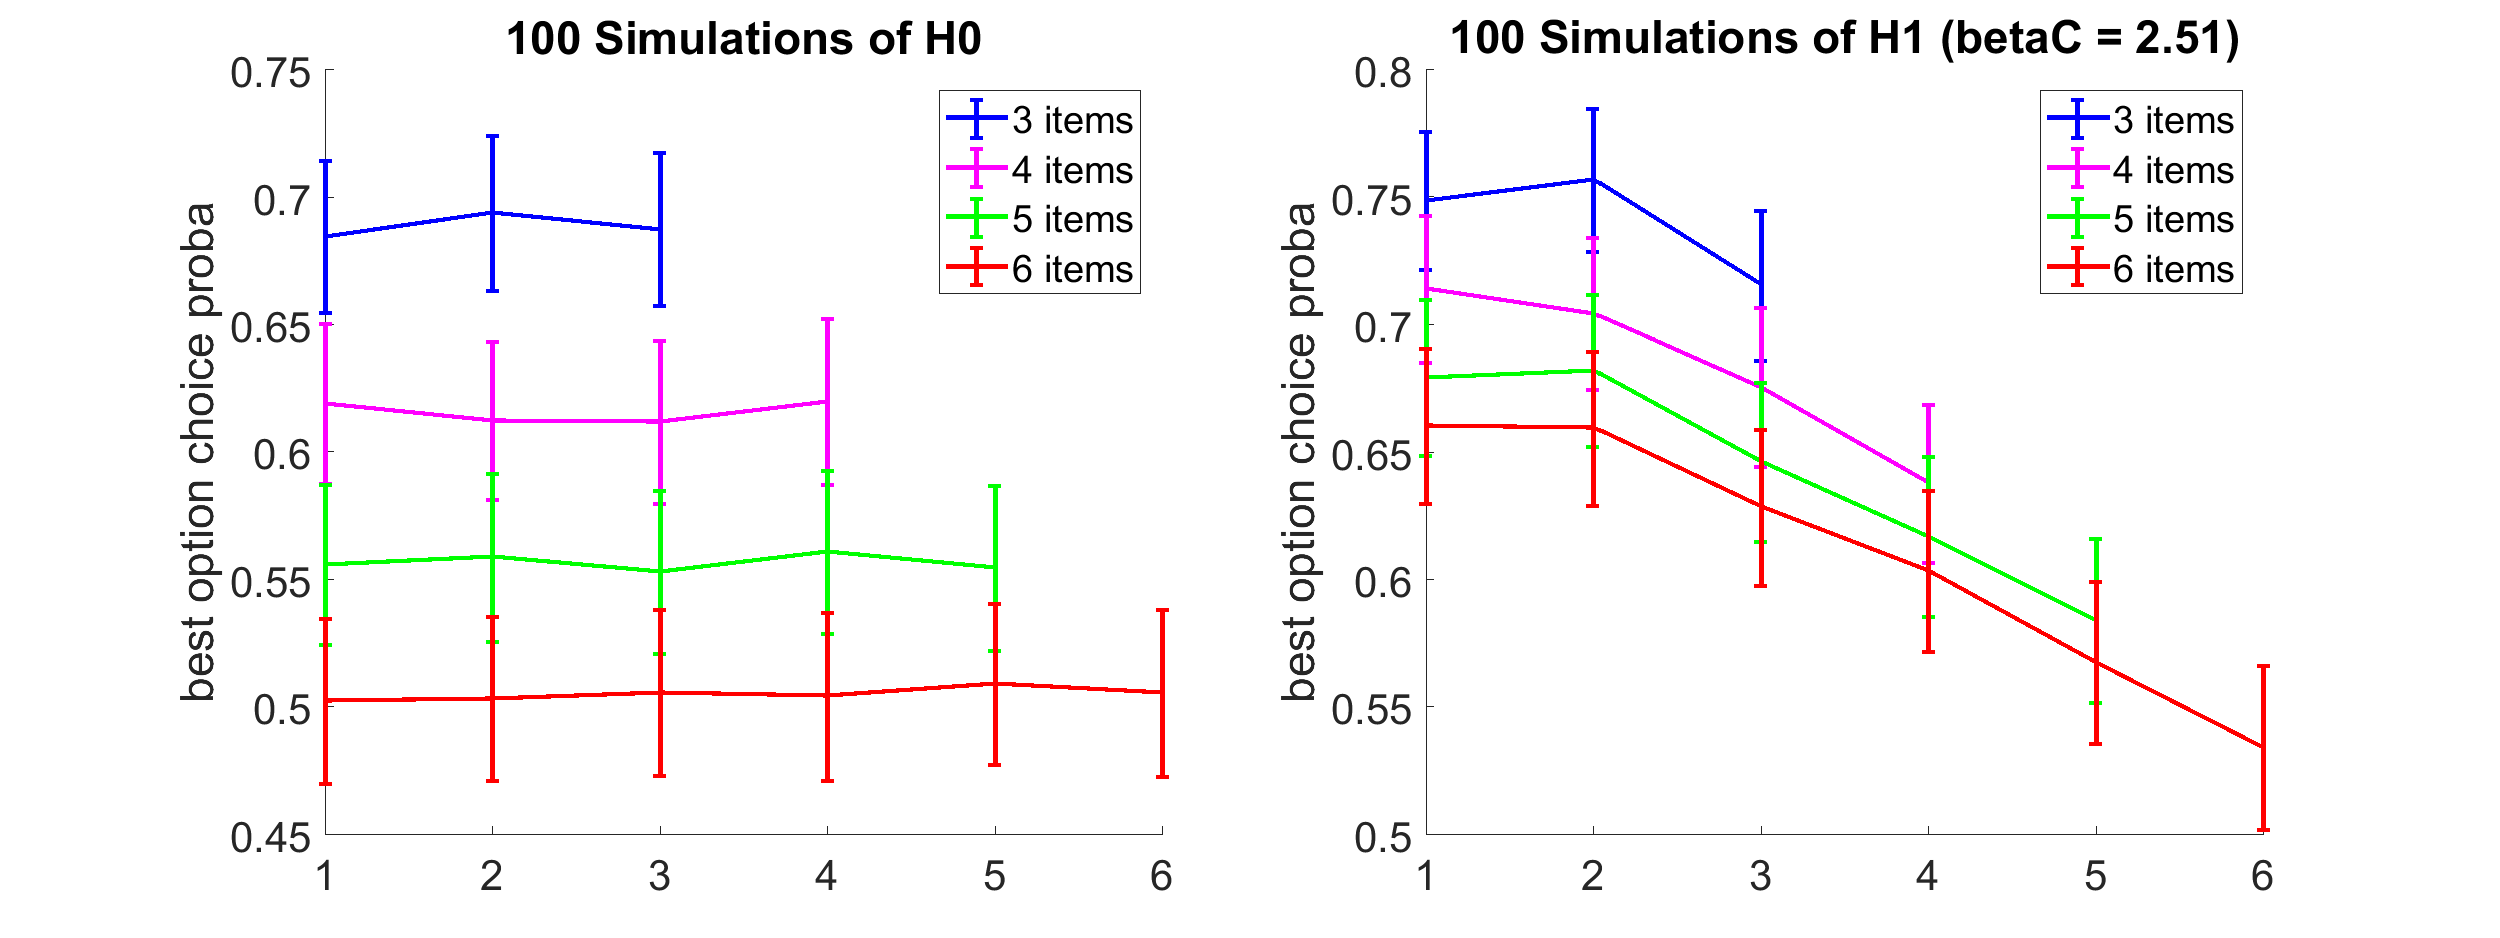 100 Simulations of H0
best option choice proba
0.75
0.7
0.65
0.6
0.55
0.5
0.45
1 2 3 4 5 6
3 items
4 items
5 items
6 items
100 Simulations of H1 (betaC = 2.51)
best option choice proba
0.8
0.75
0.7
0.65
0.6
0.55
0.5
1 2 3 4 5 6
3 items
4 items
5 items
6 items